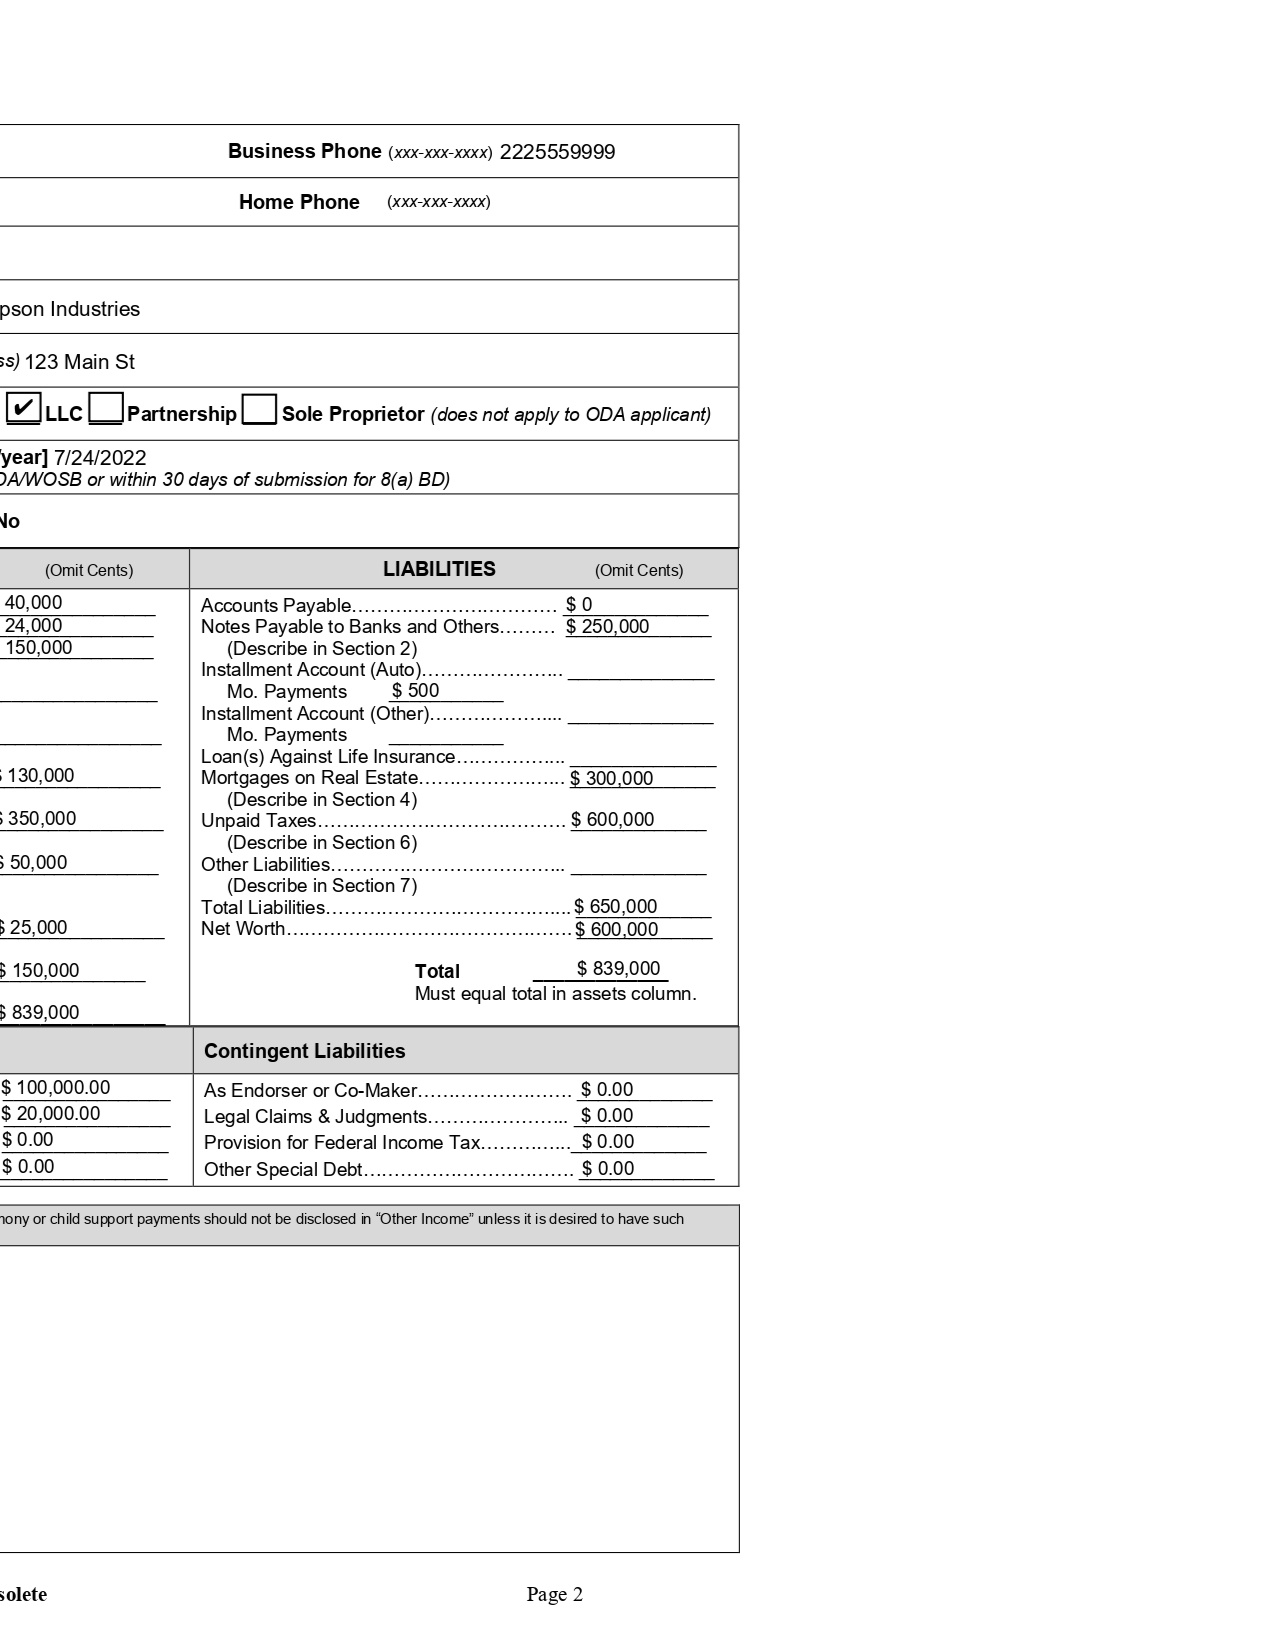 Business Phone (xxx-xxx-xxxx) 2225559999
Home Phone (xxx-xxx-xxxx)
pson Industries
ss) 123 Main St
✔ LLC Partnership Sole Proprietor (does not apply to ODA applicant)
/year] 7/24/2022
DA/WOSB or within 30 days of submission for 8(a) BD)
No
(Omit Cents) LIABILITIES (Omit Cents)
40,000 Accounts Payable…………………………… $ 0
24,000 Notes Payable to Banks and Others……… $ 250,000
150,000 (Describe in Section 2)
Installment Account (Auto)………………….. ______________
Mo. Payments $ 500
Installment Account (Other)……………….... ______________
Mo. Payments ___________
Loan(s) Against Life Insurance…………….. ______________
$ 130,000 Mortgages on Real Estate………………….. $ 300,000
(Describe in Section 4)
$ 350,000 Unpaid Taxes…………………………………. $ 600,000
(Describe in Section 6)
$ 50,000 Other Liabilities……………………………….. _____________
(Describe in Section 7)
Total Liabilities………………………………... $ 650,000
$ 25,000 Net Worth……………………………………… $ 600,000
$ 150,000 Total $ 839,000
Must equal total in assets column.
$ 839,000
Contingent Liabilities
$ 100,000.00 As Endorser or Co-Maker……………………. $ 0.00
$ 20,000.00 Legal Claims & Judgments………………….. $ 0.00
$ 0.00 Provision for Federal Income Tax………….. $ 0.00
$ 0.00 Other Special Debt……………………………. $ 0.00
mony or child support payments should not be disclosed in “Other Income” unless it is desired to have such
solete Page 2